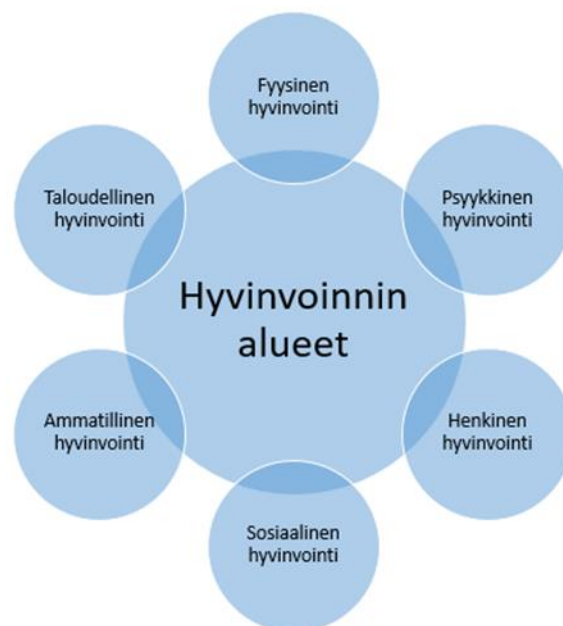 Fyysinen
hyvinvointi
Psyykkinen
hyvinvointi
Henkinen
hyvinvointi
Sosiaalinen
hyvinvointi
Ammatillinen
hyvinvointi
Taloudellinen
hyvinvointi
Hyvinvoinnin
alueet